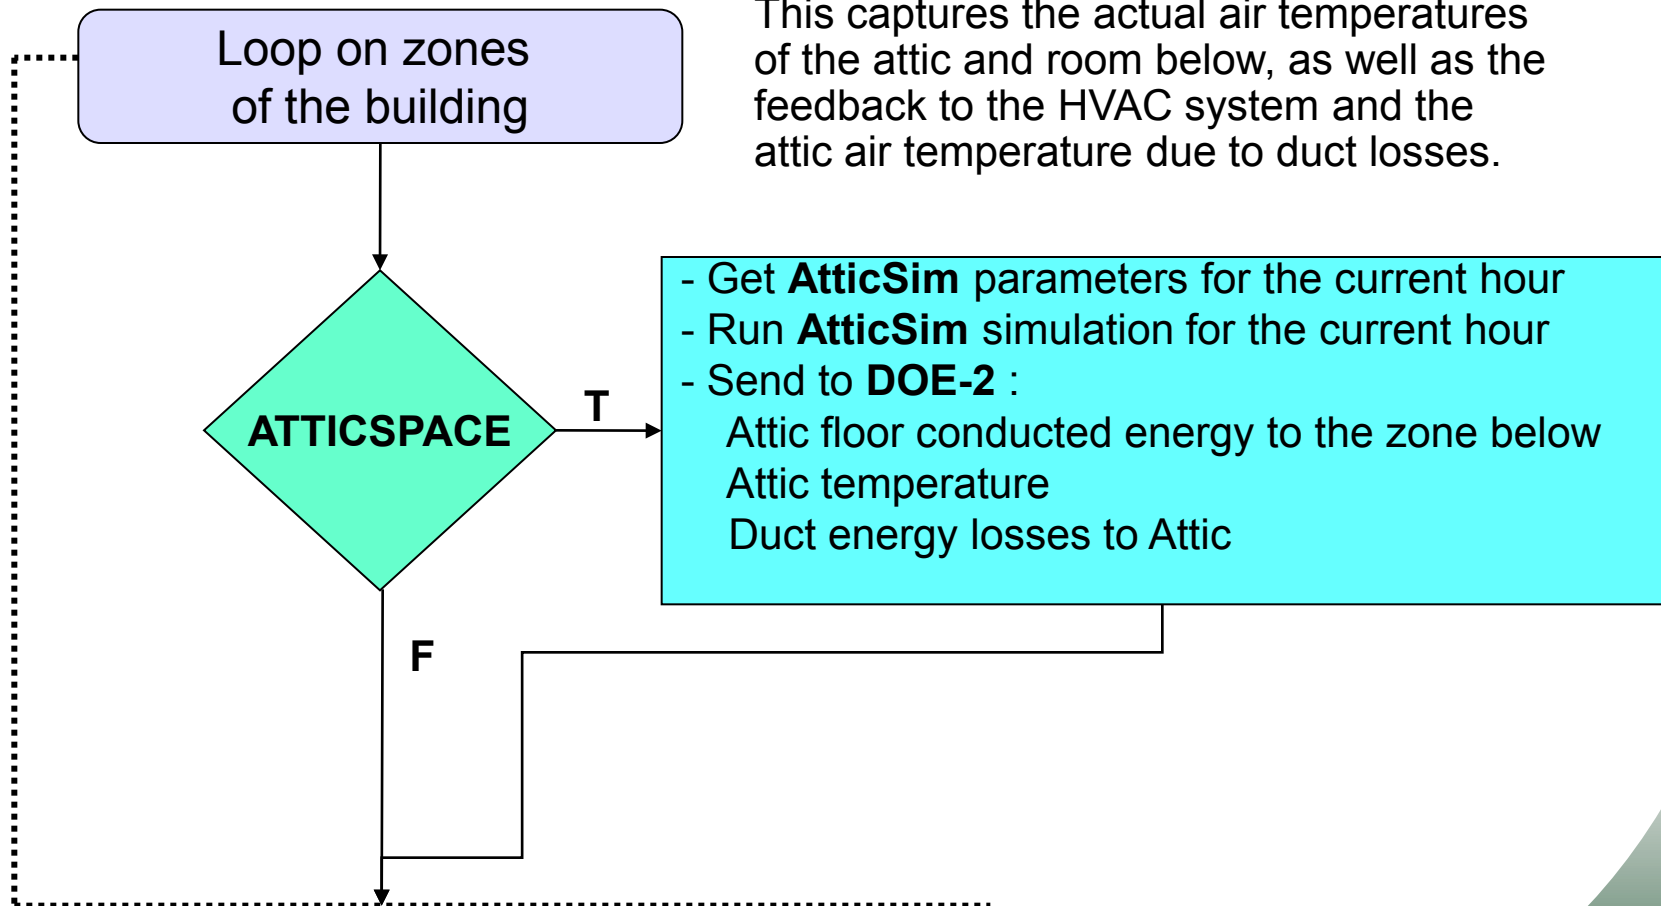 This captures the actual air temperatures
Loop on zones
of the building
of the attic and room below, as well as the
feedback to the HVAC system and the
attic air temperature due to duct losses.
- Get AtticSim parameters for the current hour
- Run AtticSim simulation for the current hour
- Send to DOE-2 :
Attic floor conducted energy to the zone below
Attic temperature
Duct energy losses to Attic
ATTICSPACE
T
F